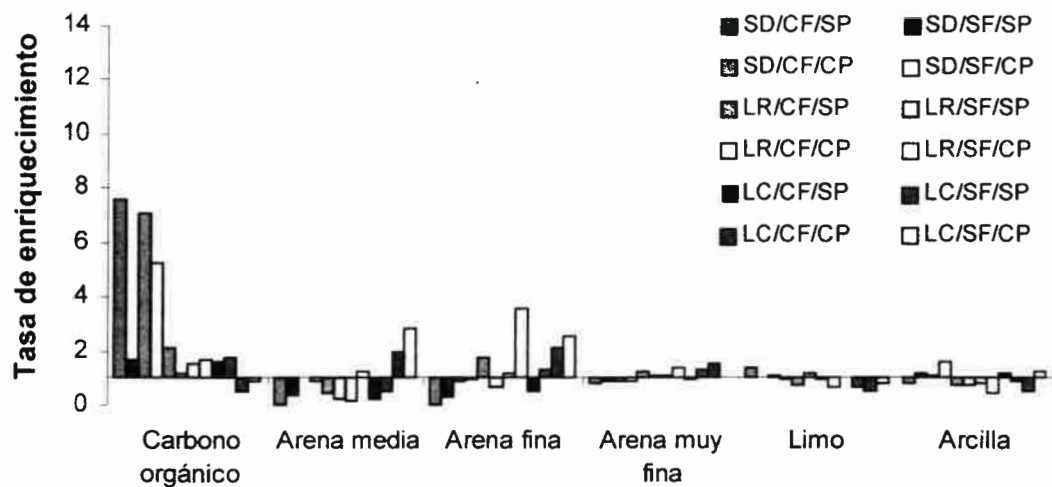 Tasa de enriquecimiento
14
12
10
8
6
4
2
0
SD/CF/SP SD/SF/SP
SD/CF/CP SD/SF/CP
LR/CF/SP LR/SF/SP
LR/CF/CP LR/SF/CP
LC/CF/SP LC/SF/SP
LC/CF/CP LC/SF/CP
Carbono orgánico
Arena media
Arena fina
Arena muy fina
Limo
Arcilla